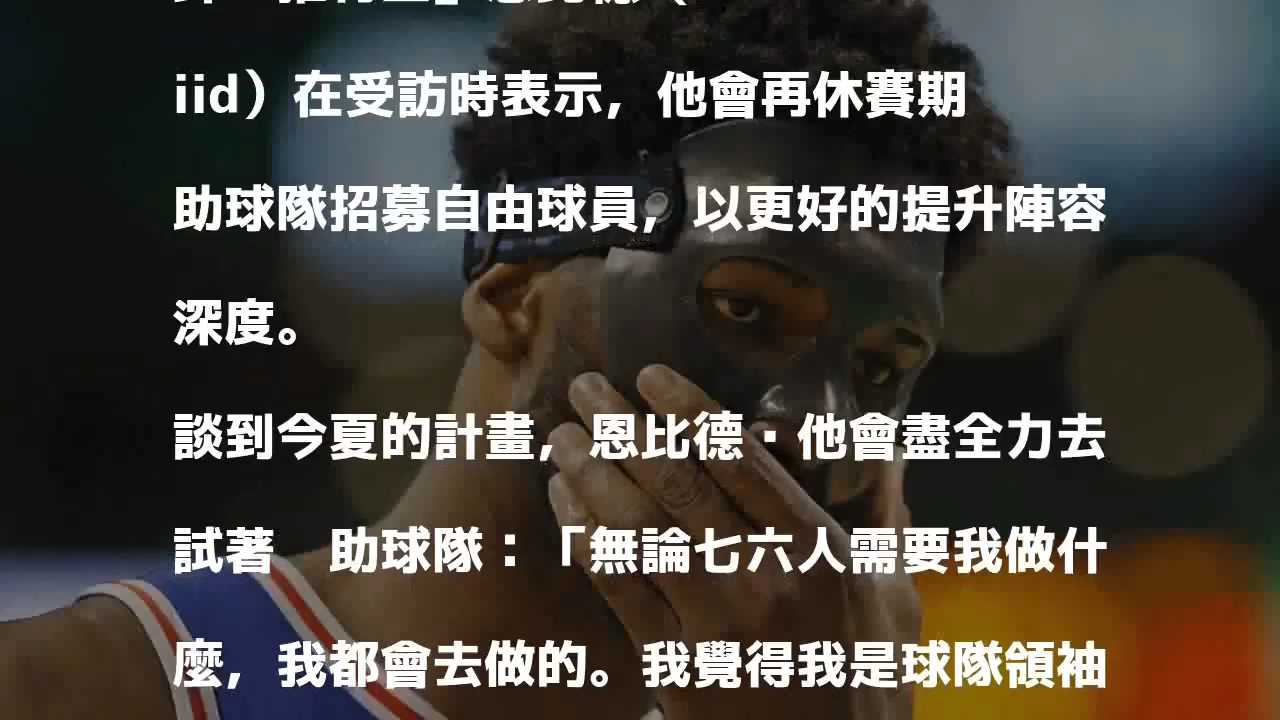 iid）在受訪時表示，他會再休賽期
助球隊招募自由球員，以更好的提升陣容
深度。
談到今夏的計畫，恩比德·他會盡全力去
試著　助球隊：「無論七六人需要我做什
麼，我都會去做的。我覺得我是球隊領袖